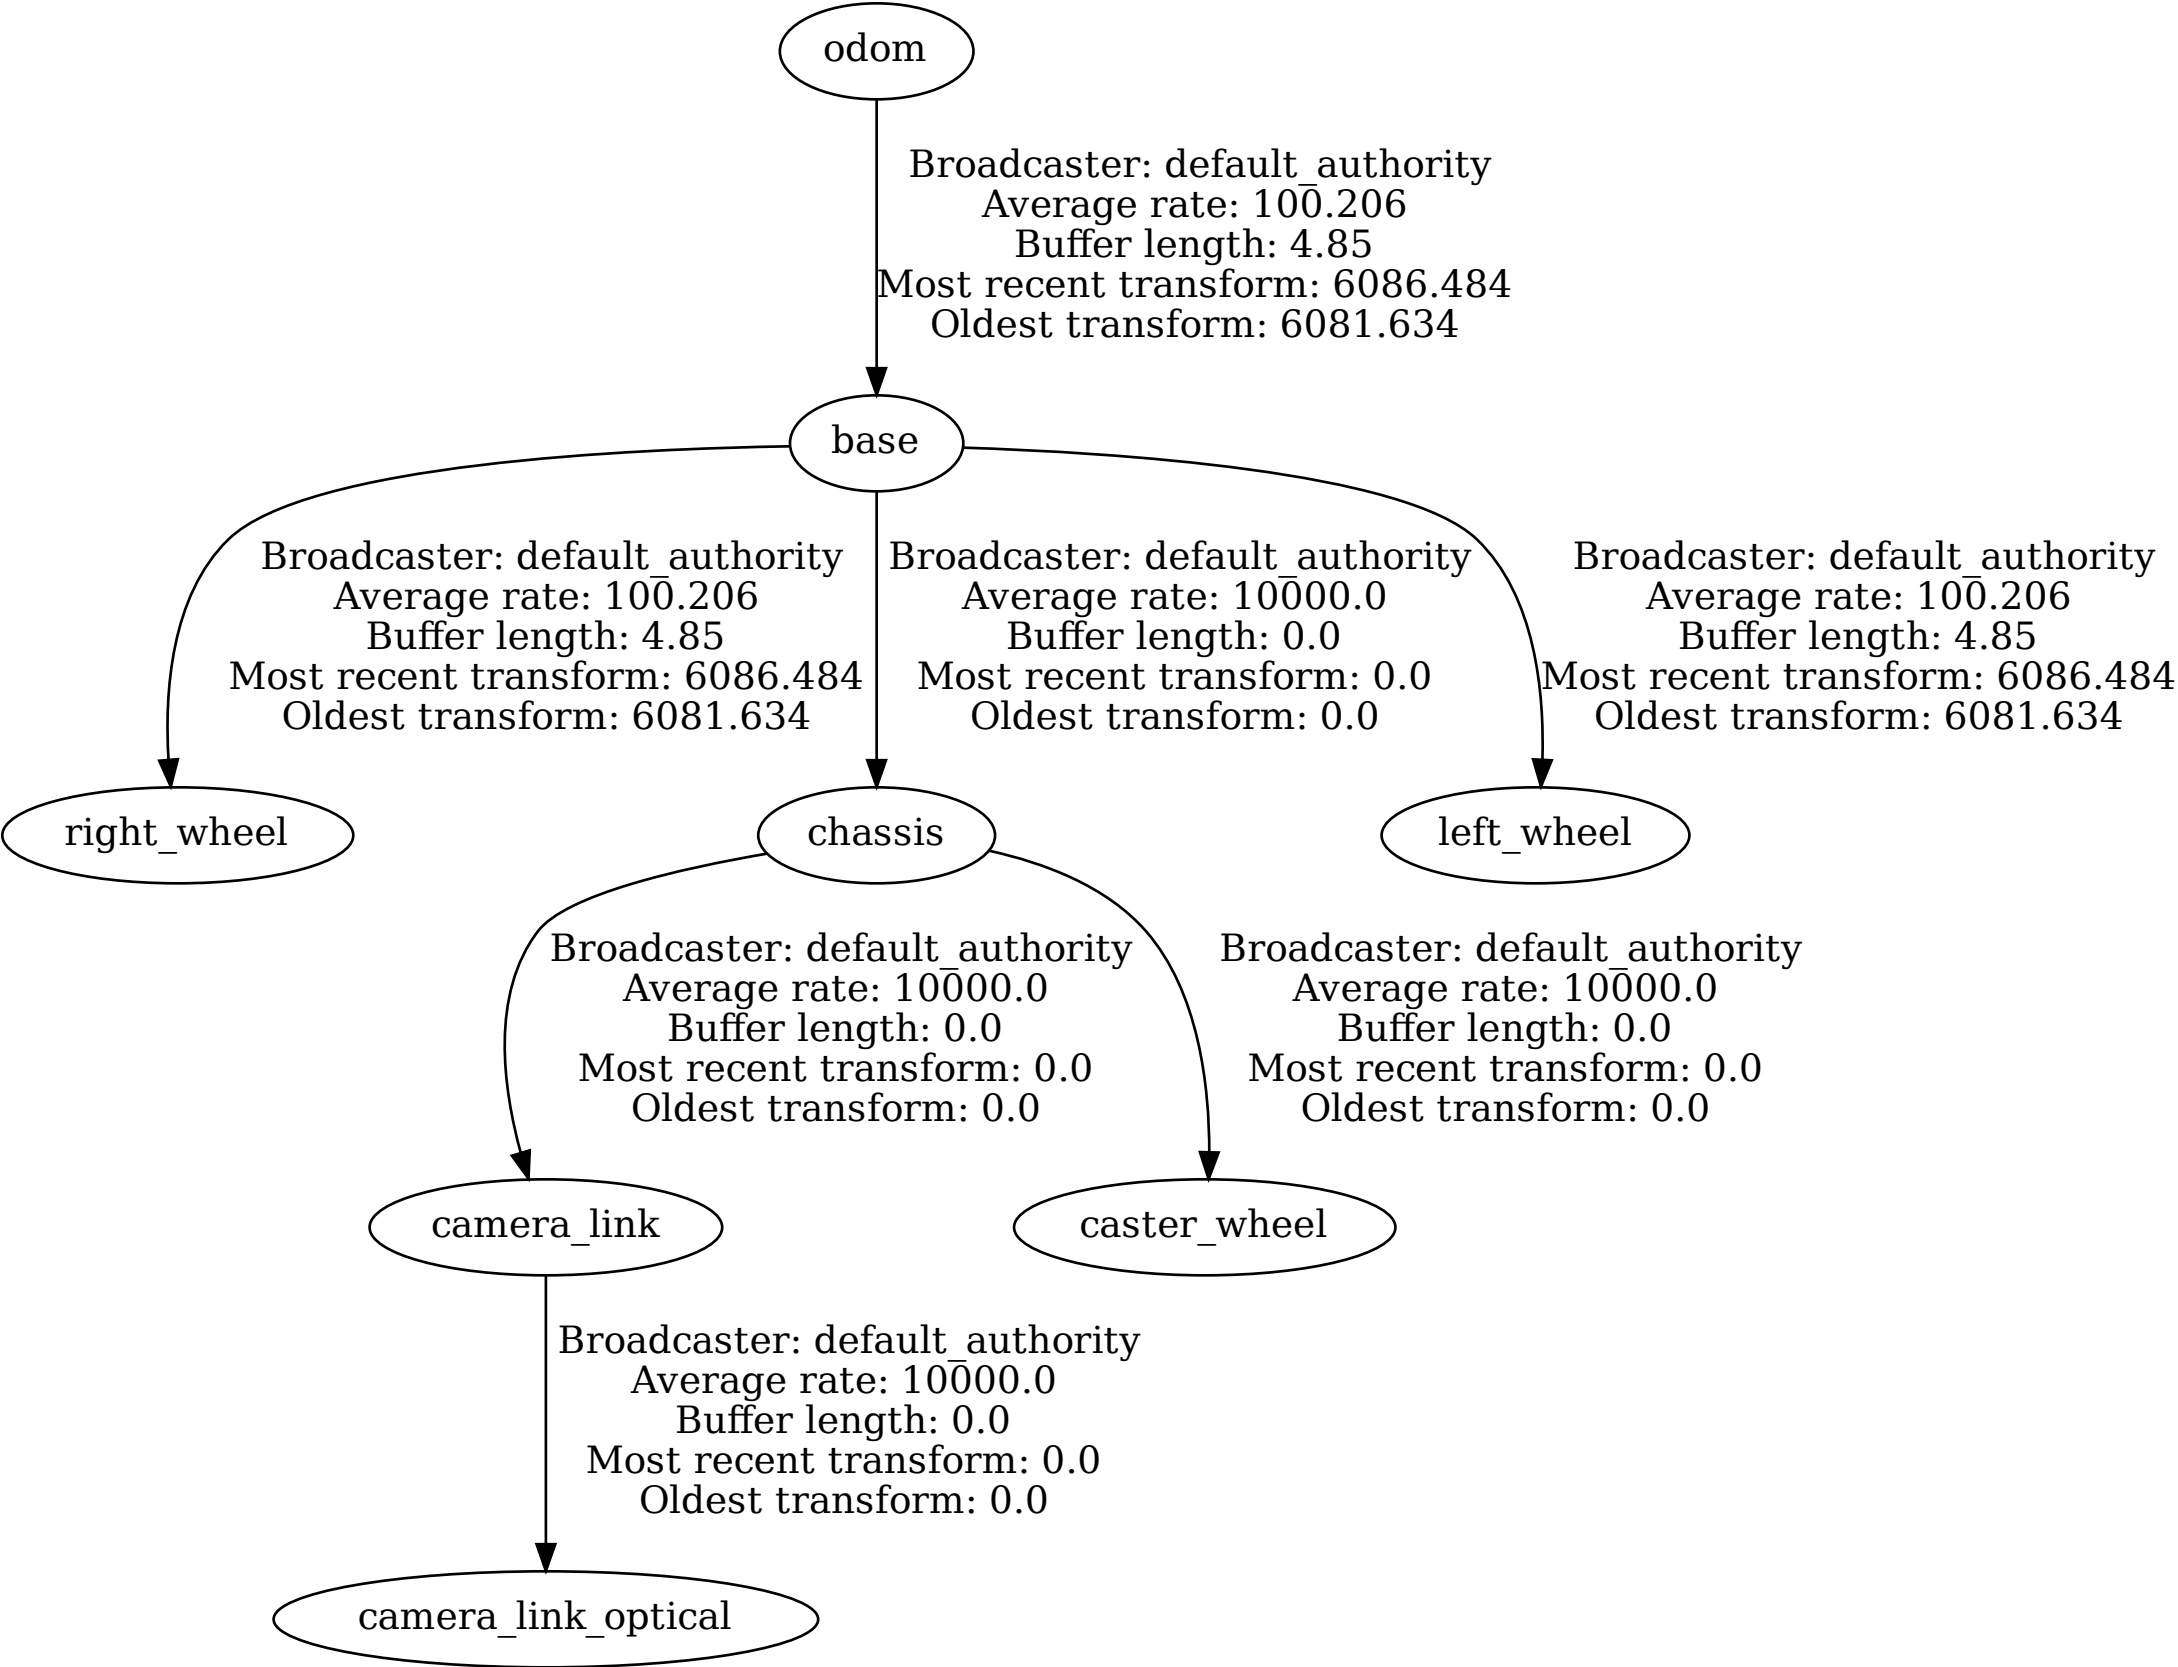 odom
Broadcaster: default_authority
Average rate: 100.206
Buffer length: 4.85
Most recent transform: 6086.484
Oldest transform: 6081.634
base
Broadcaster: default_authority
Average rate: 100.206
Buffer length: 4.85
Most recent transform: 6086.484
Oldest transform: 6081.634
Broadcaster: default_authority
Average rate: 10000.0
Buffer length: 0.0
Most recent transform: 0.0
Oldest transform: 0.0
Broadcaster: default_authority
Average rate: 100.206
Buffer length: 4.85
Most recent transform: 6086.484
Oldest transform: 6081.634
right_wheel
chassis
left_wheel
Broadcaster: default_authority
Average rate: 10000.0
Buffer length: 0.0
Most recent transform: 0.0
Oldest transform: 0.0
Broadcaster: default_authority
Average rate: 10000.0
Buffer length: 0.0
Most recent transform: 0.0
Oldest transform: 0.0
camera_link
caster_wheel
Broadcaster: default_authority
Average rate: 10000.0
Buffer length: 0.0
Most recent transform: 0.0
Oldest transform: 0.0
camera_link_optical